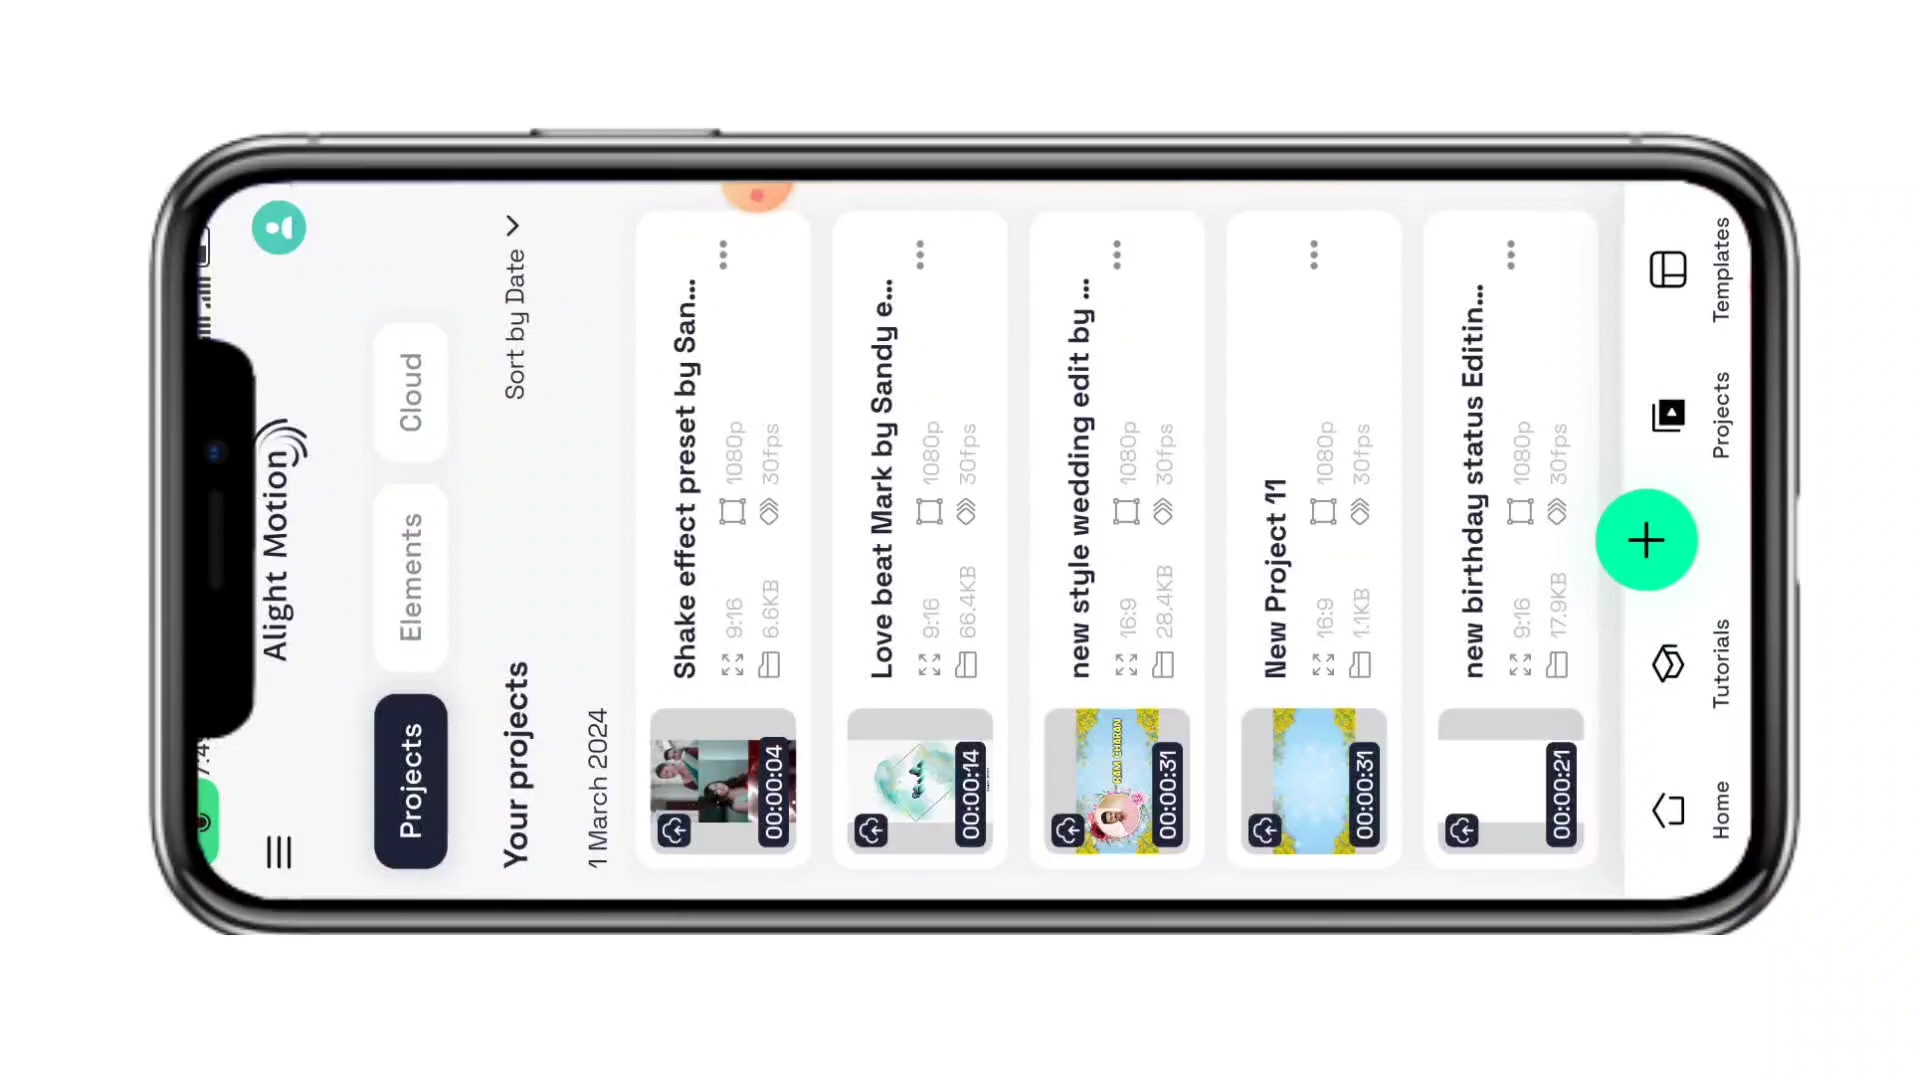 Alight Motion
Projects
Elements
Cloud
Your projects
Sort by Date
1 March 2024
Shake effect preset by San...
9:16
1080p
6.6KB
30fps
00:00:04
Love beat Mark by Sandy e...
9:16
1080p
66.4KB
30fps
00:00:14
new style wedding edit by ...
16:9
1080p
28.4KB
30fps
RAM CHARAN
00:00:31
New Project 11
16:9
1080p
1.1KB
30fps
00:00:31
new birthday status Editin...
9:16
1080p
17.9KB
30fps
00:00:21
Home
Tutorials
Projects
Templates